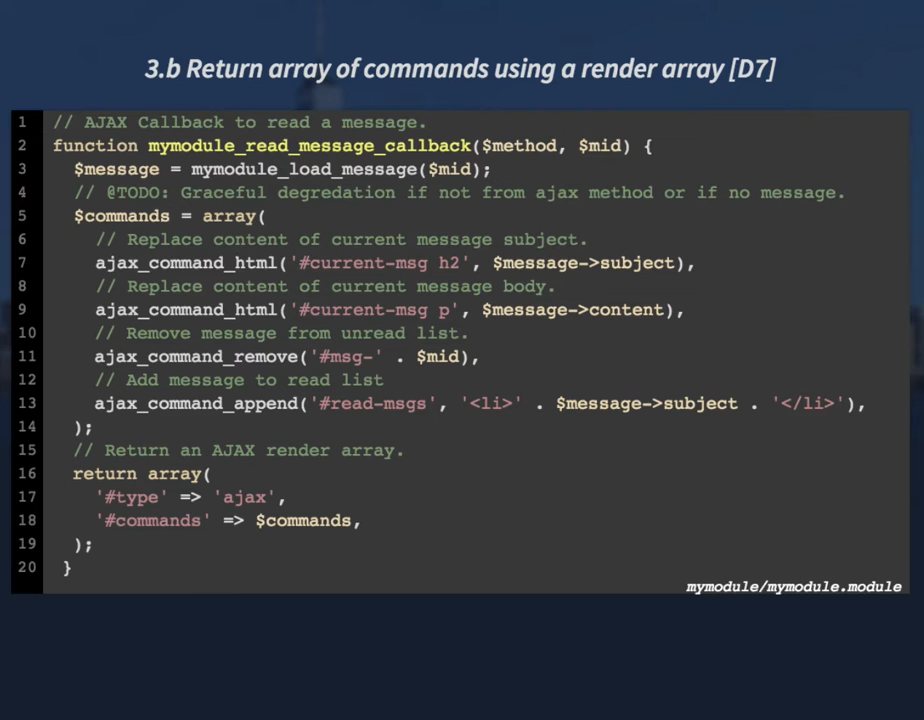 3.b Return array of commands using a render array [D7]
1 // AJAX Callback to read a message.
2 function mymodule_read_message_callback($method, $mid) {
3 $message = mymodule_load_message($mid);
4 // @TODO: Graceful degredation if not from ajax method or if no message.
5 $commands = array(
6 // Replace content of current message subject.
7 ajax_command_html('#current-msg h2', $message->subject),
8 // Replace content of current message body.
9 ajax_command_html('#current-msg p', $message->content),
10 // Remove message from unread list.
11 ajax_command_remove('#msg-' . $mid),
12 // Add message to read list
13 ajax_command_append('#read-msgs', '<li>' . $message->subject . '</li>'),
14 );
15 // Return an AJAX render array.
16 return array(
17 '#type' => 'ajax',
18 '#commands' => $commands,
19 );
20 }
mymodule/mymodule.module